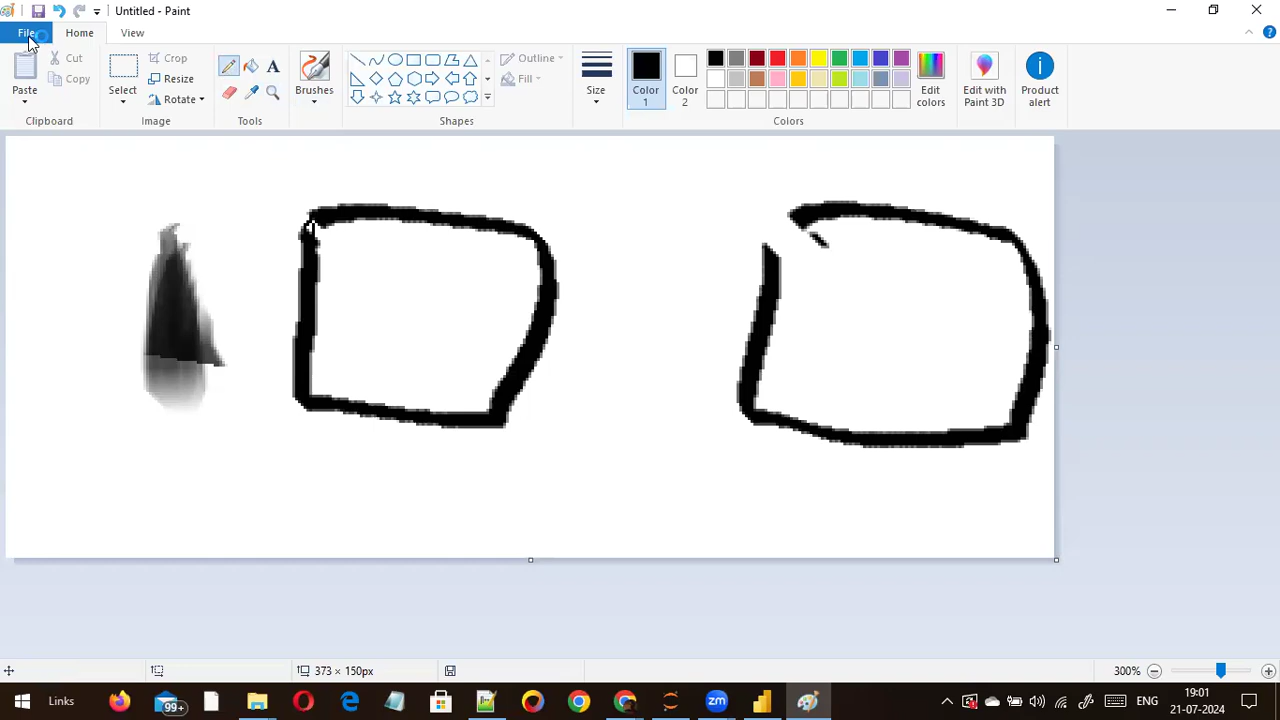 Untitled - Paint
File Home View
Paste
Cut
Copy
Clipboard
Select
Crop
Resize
Rotate
Image
Tools
Brushes
Outline
Fill
Shapes
Size
Color 1
Color 2
Edit colors
Colors
Edit with Paint 3D
Product alert
373 × 150px
300%
Links
99+
zm
ENG
19:01
21-07-2024